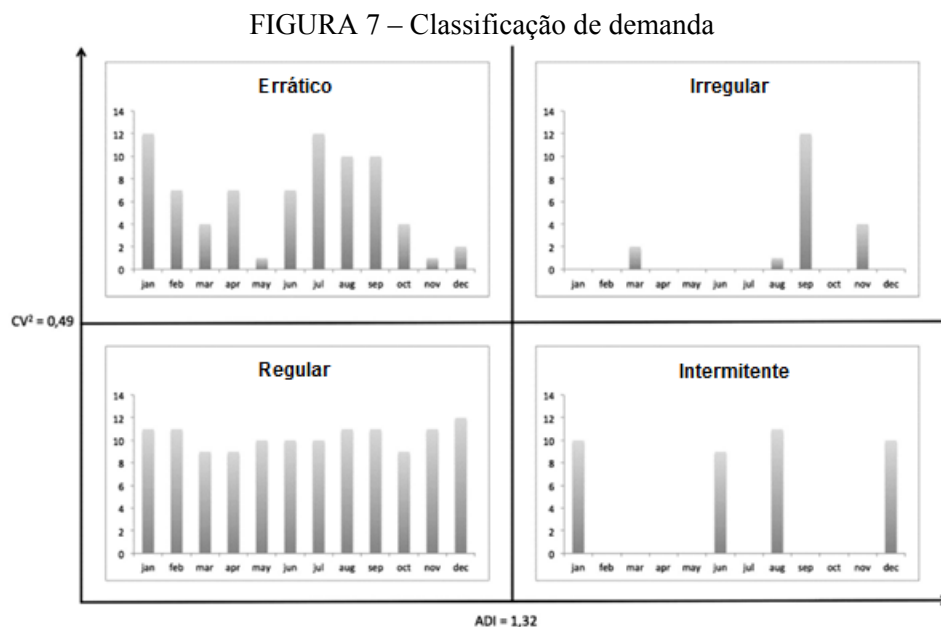 FIGURA 7 – Classificação de demanda
Errático
14
12
10
8
6
4
2
0
jan feb mar apr may jun jul aug sep oct nov dec
Irregular
14
12
10
8
6
4
2
0
jan feb mar apr may jun jul aug sep oct nov dec
CV² = 0,49
Regular
14
12
10
8
6
4
2
0
jan feb mar apr may jun jul aug sep oct nov dec
Intermitente
14
12
10
8
6
4
2
0
jan feb mar apr may jun jul aug sep oct nov dec
ADI = 1,32